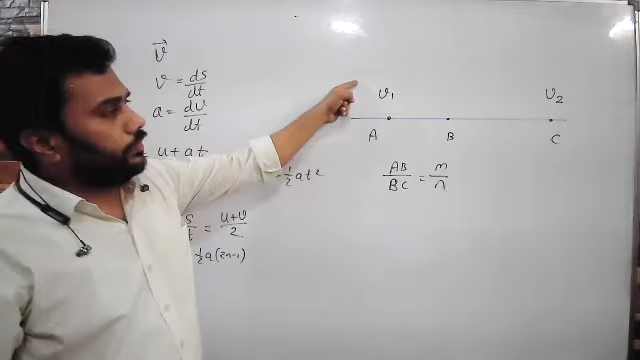 v⃗
v = ds/dt
a = dv/dt
= u + at
½at²
s/t = (u+v)/2
½a(2n-1)
v₁ v₂
A B C
AB/BC = m/n